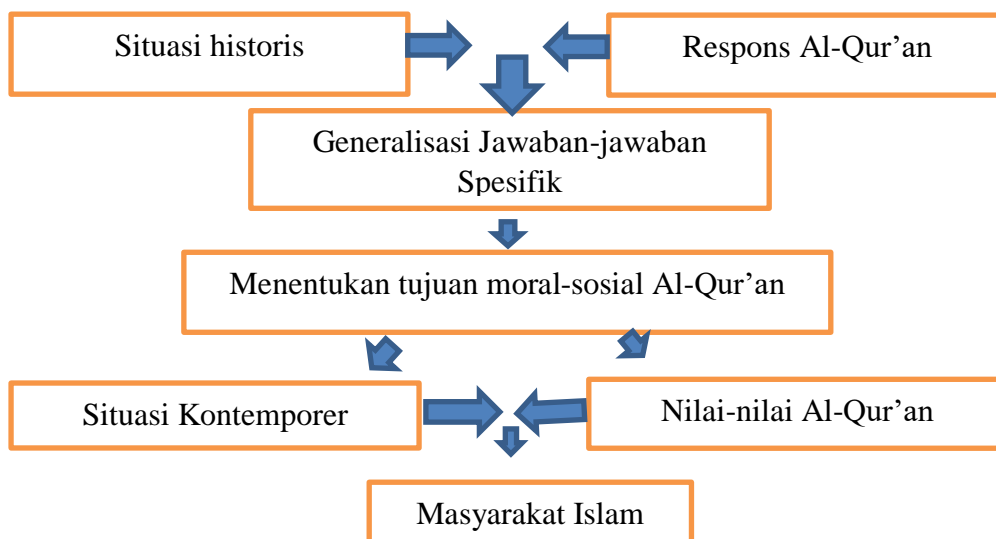 Situasi historis
Respons Al-Qur’an
Generalisasi Jawaban-jawaban
Spesifik
Menentukan tujuan moral-sosial Al-Qur’an
Situasi Kontemporer
Nilai-nilai Al-Qur’an
Masyarakat Islam